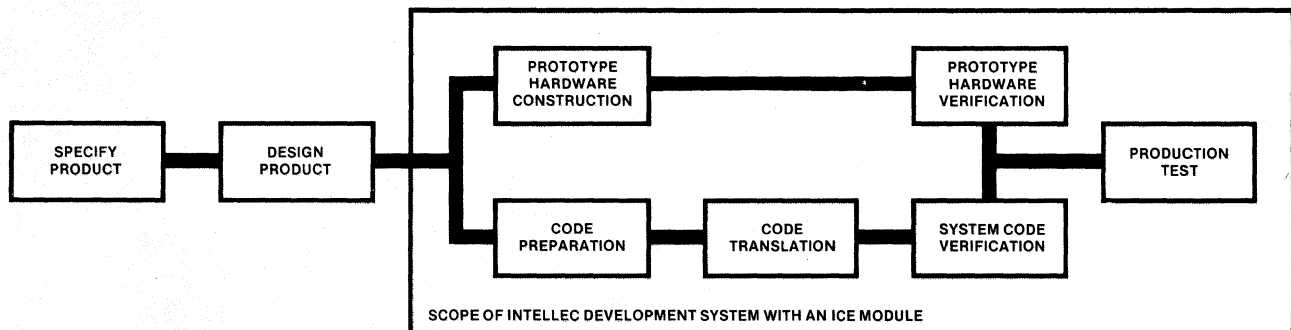 SPECIFY
PRODUCT
DESIGN
PRODUCT
PROTOTYPE
HARDWARE
CONSTRUCTION
PROTOTYPE
HARDWARE
VERIFICATION
CODE
PREPARATION
CODE
TRANSLATION
SYSTEM CODE
VERIFICATION
PRODUCTION
TEST
SCOPE OF INTELLEC DEVELOPMENT SYSTEM WITH AN ICE MODULE